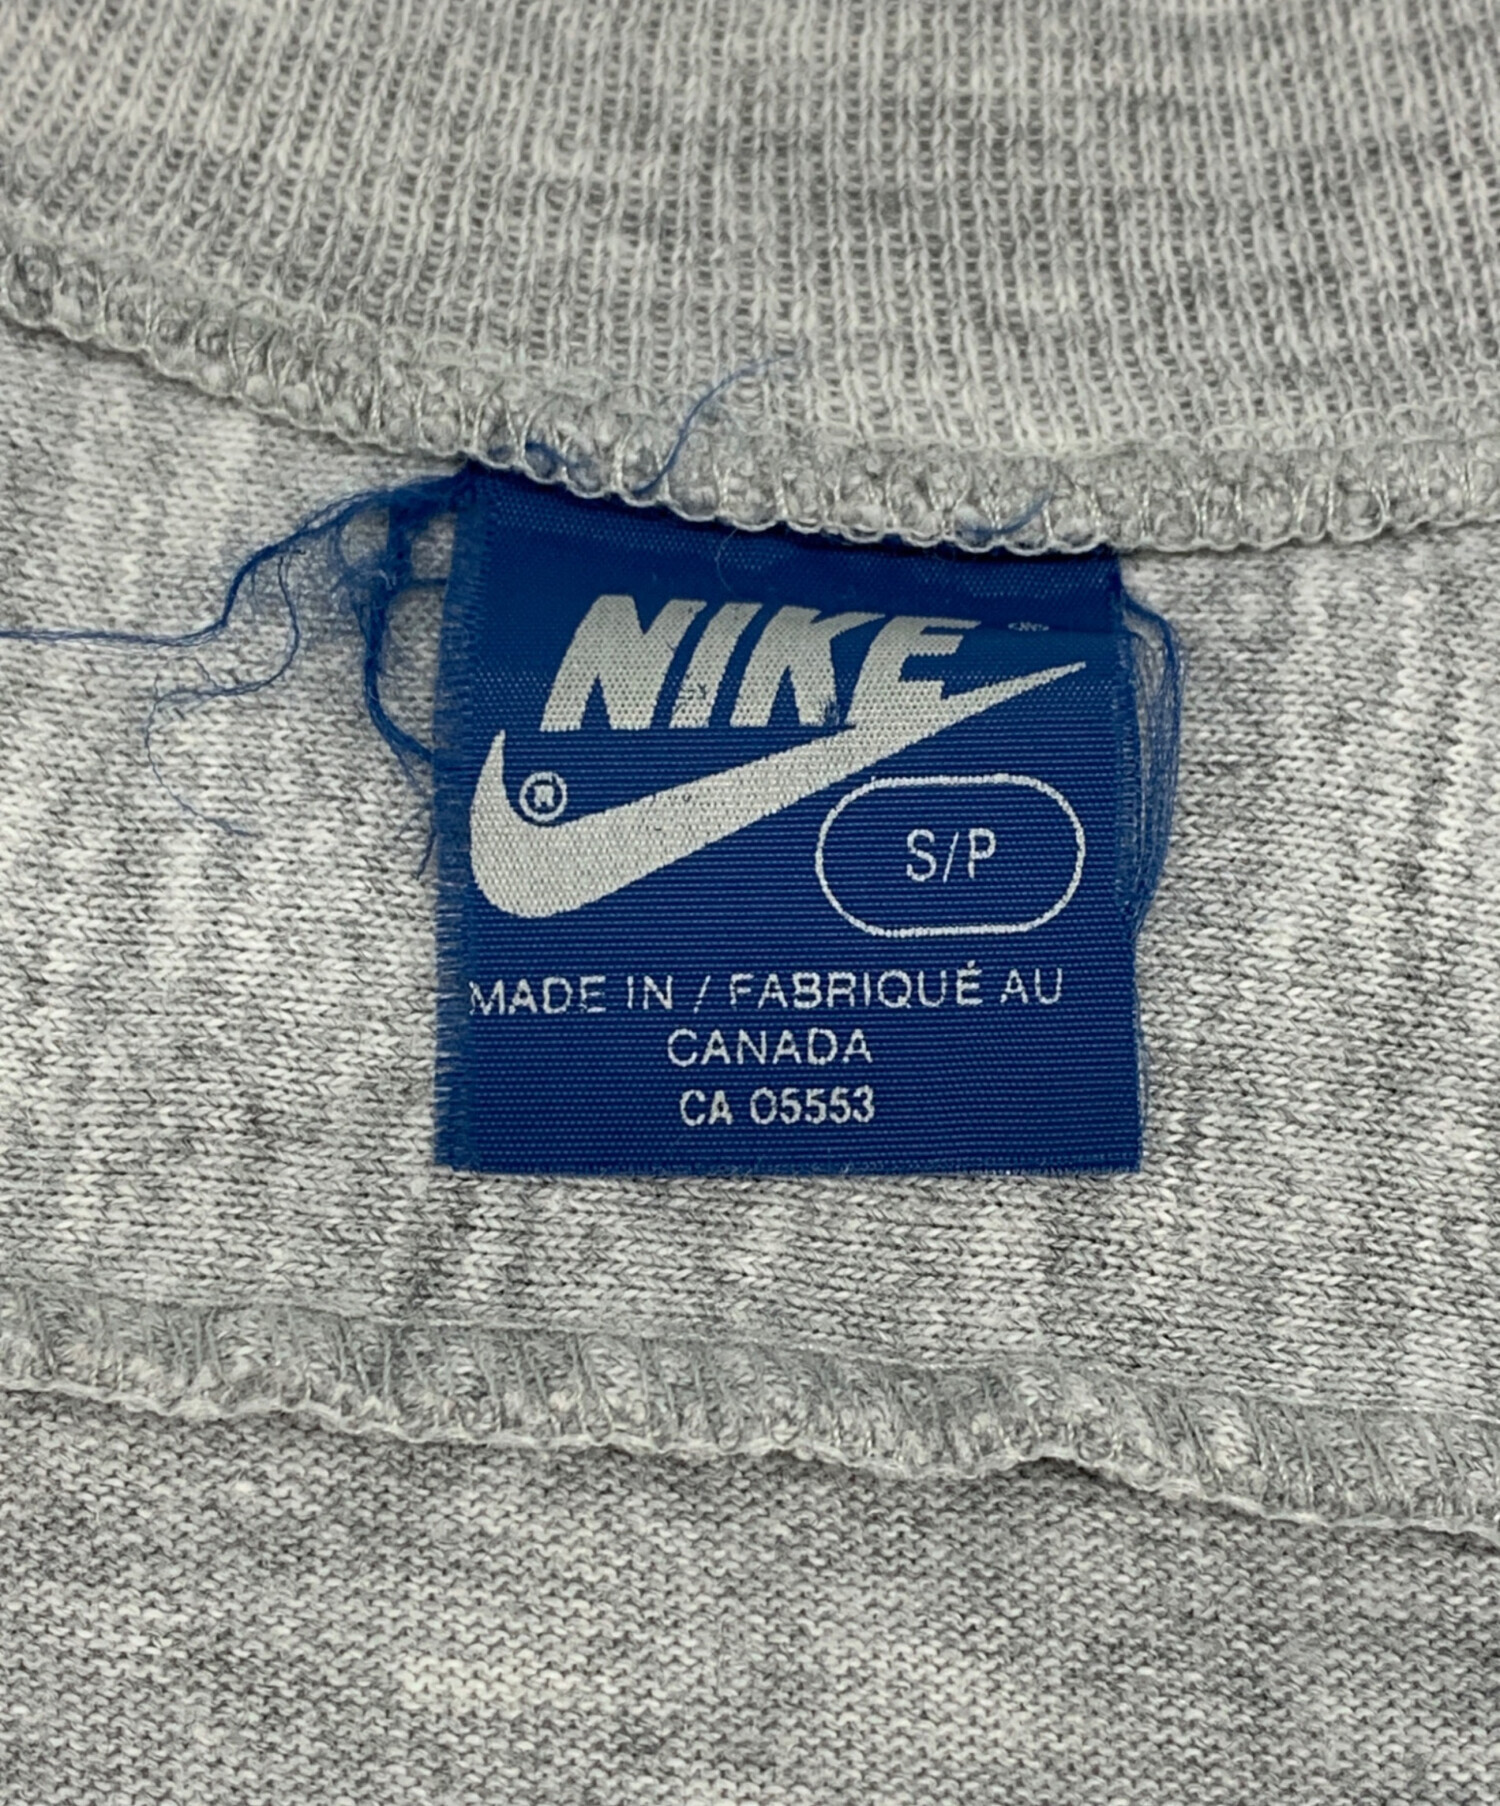 NIKE
®
S/P
MADE IN / FABRIQUÉ AU
CANADA
CA 05553